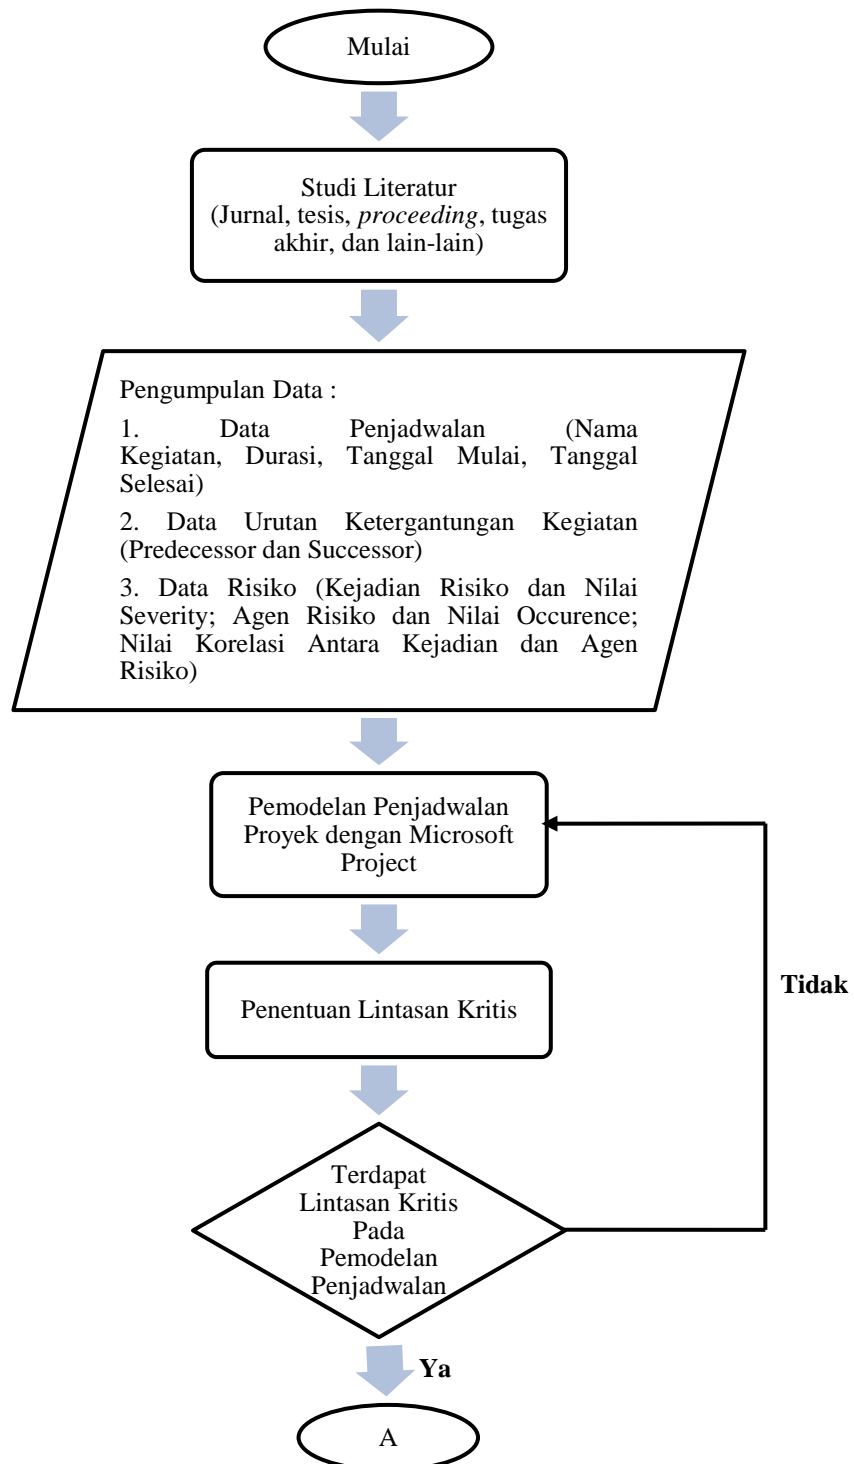 Mulai
Studi Literatur
(Jurnal, tesis, proceeding, tugas
akhir, dan lain-lain)
Pengumpulan Data :
1. Data Penjadwalan (Nama
Kegiatan, Durasi, Tanggal Mulai, Tanggal
Selesai)
2. Data Urutan Ketergantungan Kegiatan
(Predecessor dan Successor)
3. Data Risiko (Kejadian Risiko dan Nilai
Severity; Agen Risiko dan Nilai Occurence;
Nilai Korelasi Antara Kejadian dan Agen
Risiko)
Pemodelan Penjadwalan
Proyek dengan Microsoft
Project
Penentuan Lintasan Kritis
Tidak
Terdapat
Lintasan Kritis
Pada
Pemodelan
Penjadwalan
Ya
A